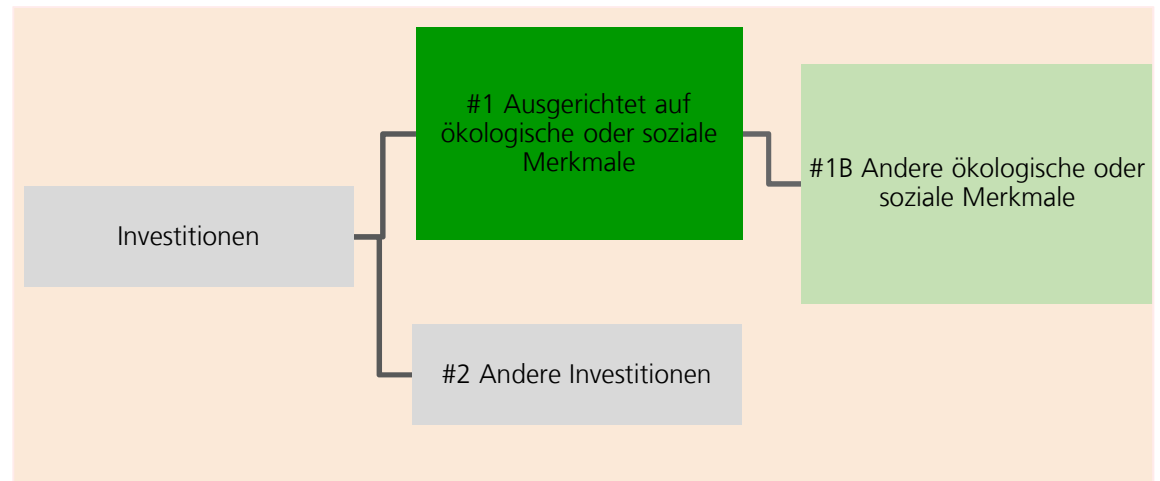 Investitionen
#1 Ausgerichtet auf
ökologische oder soziale
Merkmale
#1B Andere ökologische oder
soziale Merkmale
#2 Andere Investitionen